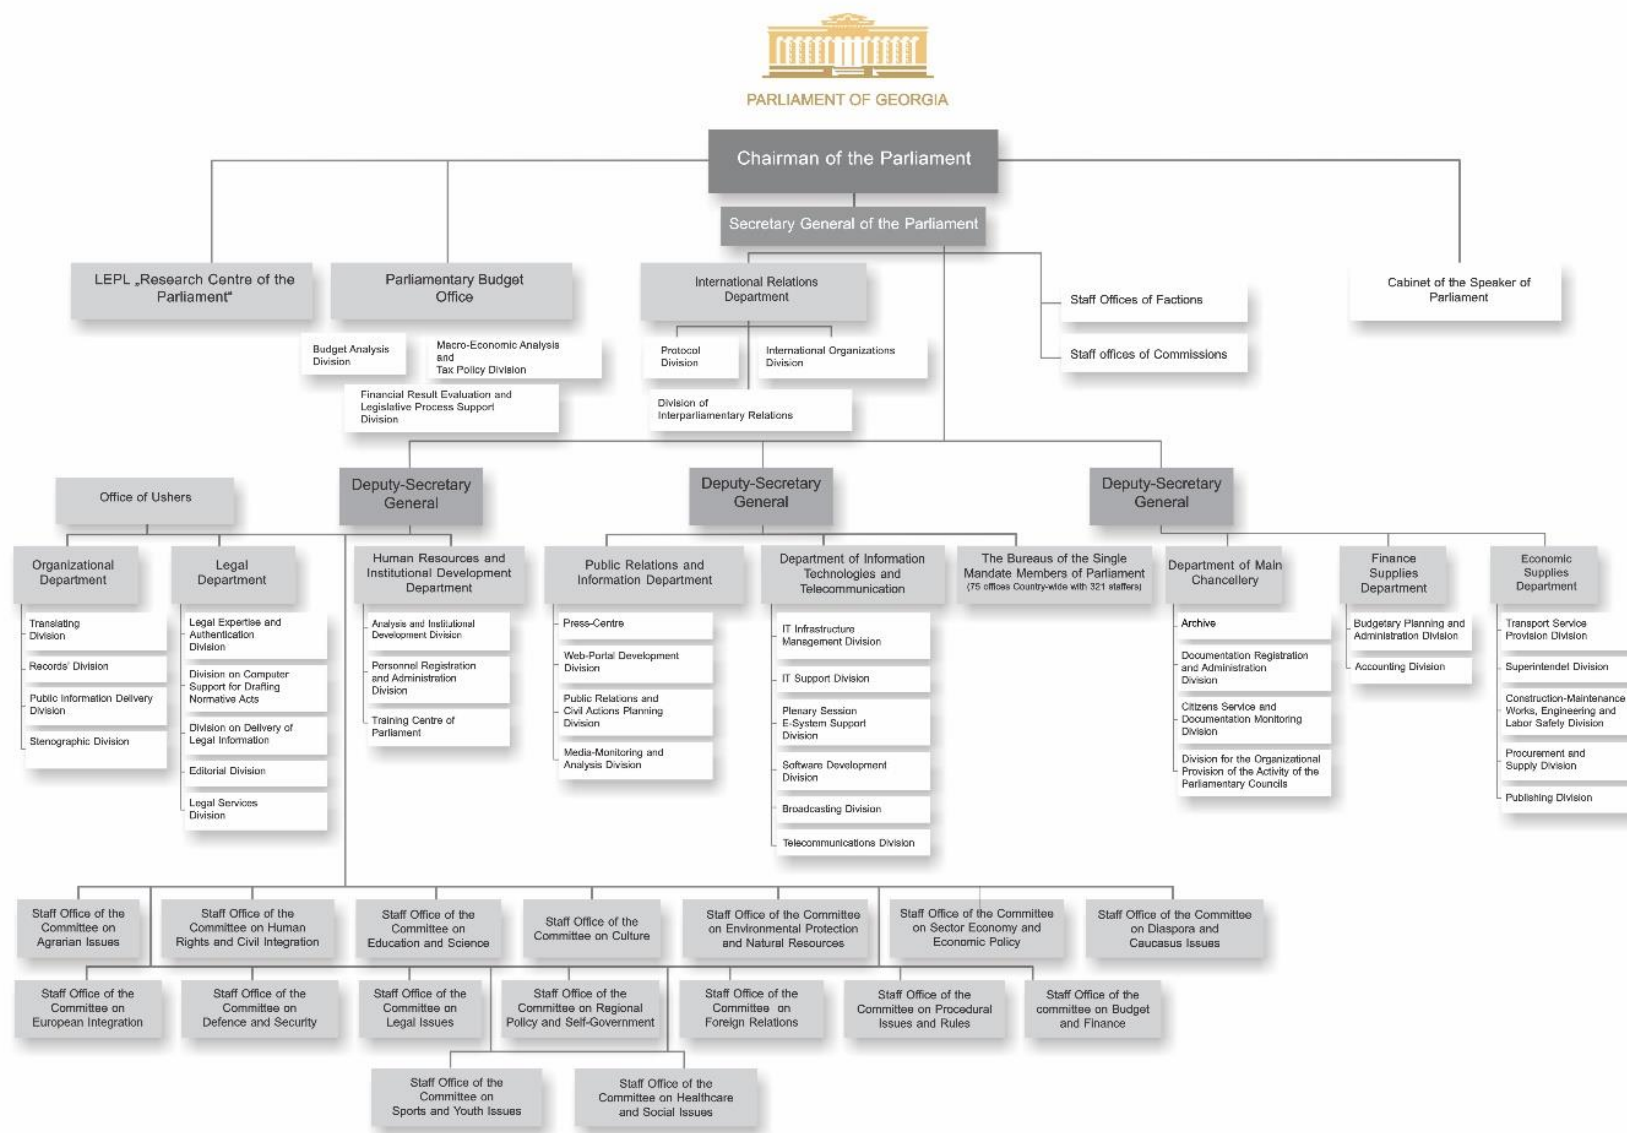 PARLIAMENT OF GEORGIA
Chairman of the Parliament
Secretary General of the Parliament
LEPL „Research Centre of the
Parliament“
Parliamentary Budget
Office
International Relations
Department
Staff Offices of Factions
Cabinet of the Speaker of
Parliament
Budget Analysis
Division
Macro-Economic Analysis
and
Tax Policy Division
Financial Result Evaluation and
Legislative Process Support
Division
Protocol
Division
International Organizations
Division
Division of
Interparliamentary Relations
Staff offices of Commissions
Office of Ushers
Deputy-Secretary
General
Deputy-Secretary
General
Deputy-Secretary
General
Organizational
Department
Translating
Division
Records' Division
Public Information Delivery
Division
Stenographic Division
Legal
Department
Legal Expertise and
Authentication
Division
Division on Computer
Support for Drafting
Normative Acts
Division on Delivery of
Legal Information
Editorial Division
Legal Services
Division
Human Resources and
Institutional Development
Department
Analysis and Institutional
Development Division
Personnel Registration
and Administration
Division
Training Centre of
Parliament
Public Relations and
Information Department
Press-Centre
Web-Portal Development
Division
Public Relations and
Civil Actions Planning
Division
Media-Monitoring and
Analysis Division
Department of Information
Technologies and
Telecommunication
IT Infrastructure
Management Division
IT Support Division
Plenary Session
E-System Support
Division
Software Development
Division
Broadcasting Division
Telecommunications Division
The Bureaus of the Single
Mandate Members of Parliament
(75 offices Country-wide with 321 staffers)
Department of Main
Chancellery
Archive
Documentation Registration
and Administration
Division
Citizens Service and
Documentation Monitoring
Division
Division for the Organizational
Provision of the Activity of the
Parliamentary Councils
Finance
Supplies
Department
Budgetary Planning and
Administration Division
Accounting Division
Economic
Supplies
Department
Transport Service
Provision Division
Superintendet Division
Construction-Maintenance
Works, Engineering and
Labor Safety Division
Procurement and
Supply Division
Publishing Division
Staff Office of the
Committee on
Agrarian Issues
Staff Office of the
Committee on Human
Rights and Civil Integration
Staff Office of the
Committee on
Education and Science
Staff Office of the
Committee on Culture
Staff Office of the Committee
on Environmental Protection
and Natural Resources
Staff Office of the Committee
on Sector Economy and
Economic Policy
Staff Office of the Committee
on Diaspora and
Caucasus Issues
Staff Office of the
Committee on
European Integration
Staff Office of the
Committee on
Defence and Security
Staff Office of the
Committee on
Legal Issues
Staff Office of the
Committee on Regional
Policy and Self-Government
Staff Office of the
Committee on
Foreign Relations
Staff Office of the
Committee on Procedural
Issues and Rules
Staff Office of the
committee on Budget
and Finance
Staff Office of the
Committee on
Sports and Youth Issues
Staff Office of the
Committee on Healthcare
and Social Issues